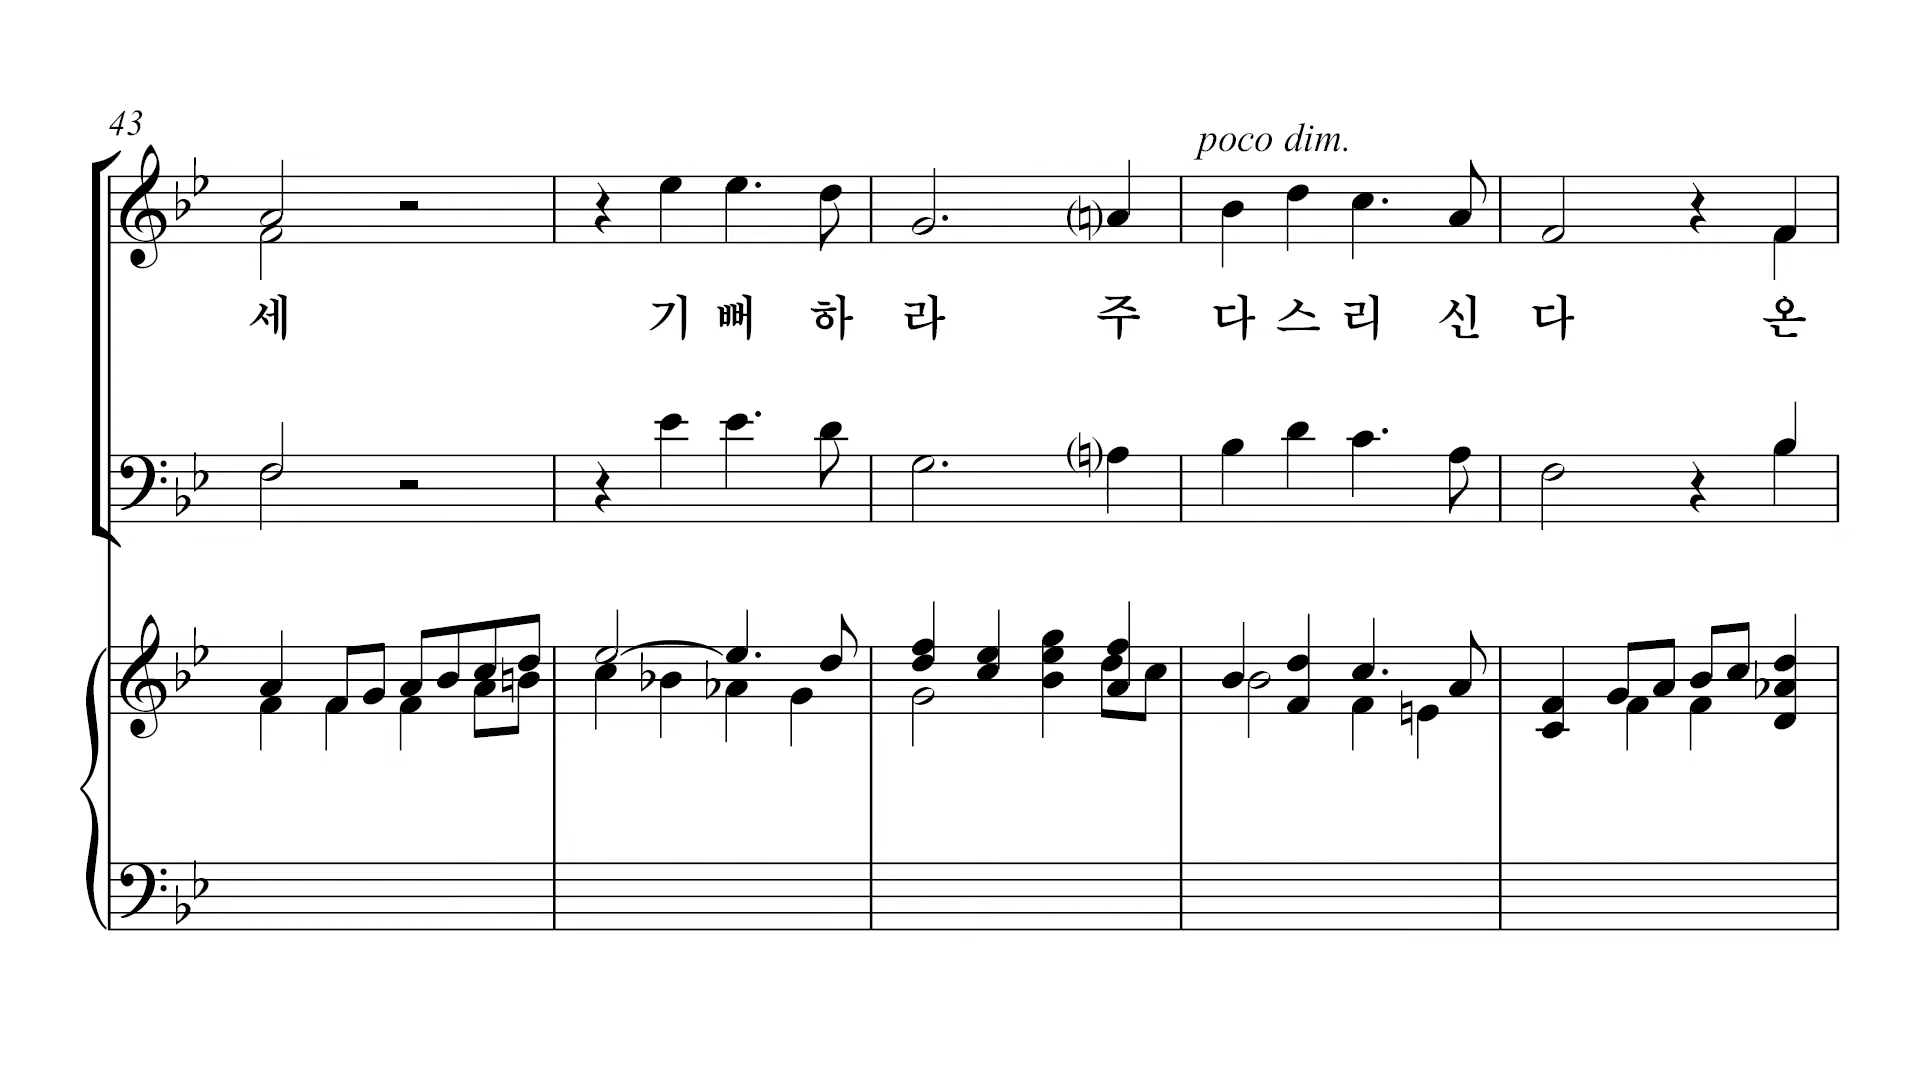 43
poco dim.
세 기 뻐 하 라 주 다 스 리 신 다 온